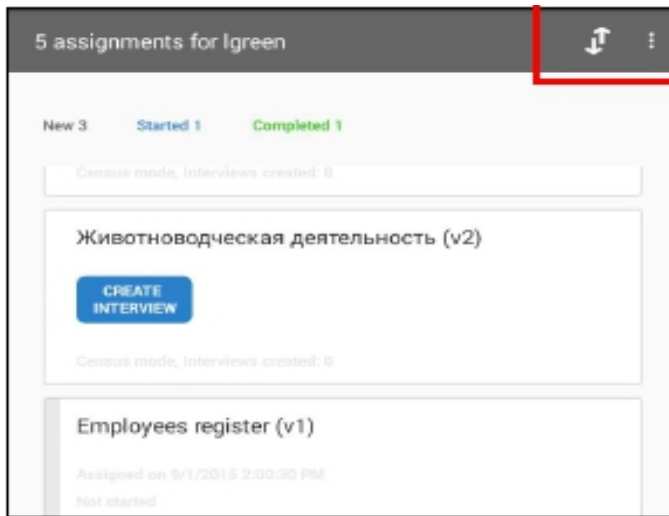 5 assignments for lgreen
New 3 Started 1 Completed 1
Census mode, Interviews created: 0
Животноводческая деятельность (v2)
CREATE
INTERVIEW
Census mode, Interviews created: 0
Employees register (v1)
Assigned on 9/1/2015 2:00:30 PM
Not started